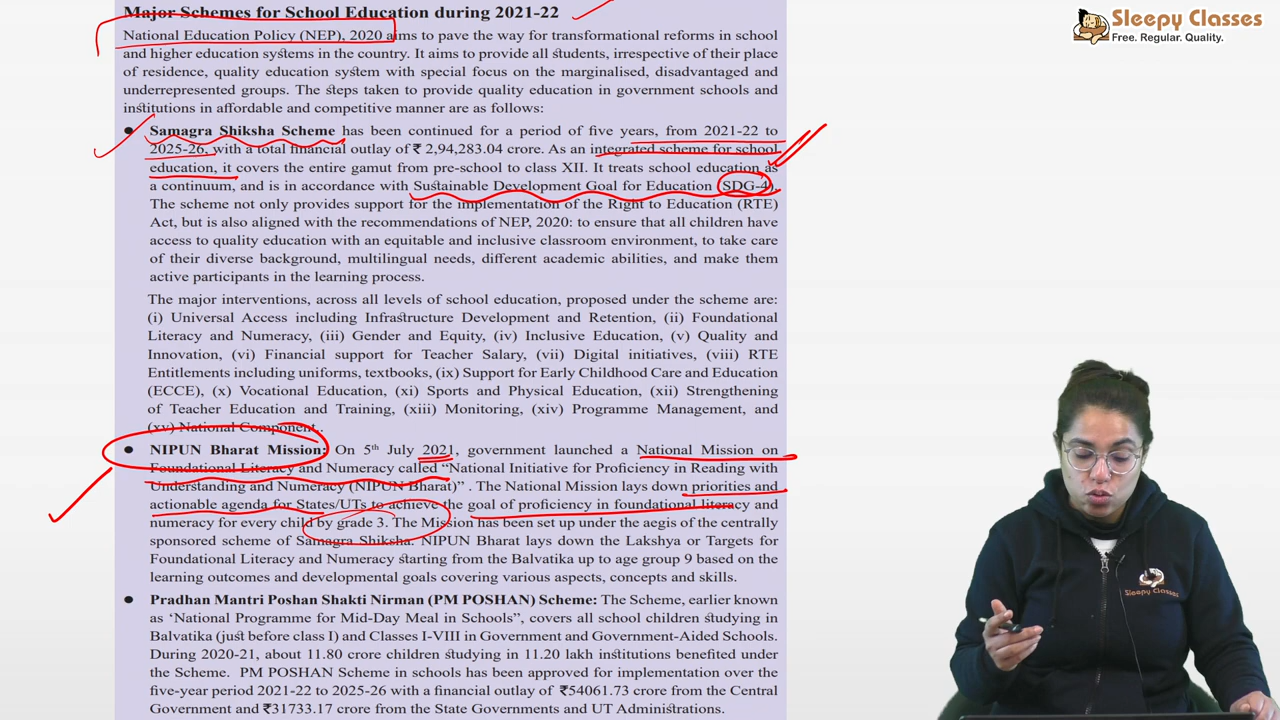 Major Schemes for School Education during 2021-22
Sleepy Classes
Free. Regular. Quality.
National Education Policy (NEP), 2020 aims to pave the way for transformational reforms in school
and higher education systems in the country. It aims to provide all students, irrespective of their place
of residence, quality education system with special focus on the marginalised, disadvantaged and
underrepresented groups. The steps taken to provide quality education in government schools and
institutions in affordable and competitive manner are as follows:
● Samagra Shiksha Scheme has been continued for a period of five years, from 2021-22 to
2025-26, with a total financial outlay of ₹ 2,94,283.04 crore. As an integrated scheme for school
education, it covers the entire gamut from pre-school to class XII. It treats school education as
a continuum, and is in accordance with Sustainable Development Goal for Education (SDG-4).
The scheme not only provides support for the implementation of the Right to Education (RTE)
Act, but is also aligned with the recommendations of NEP, 2020: to ensure that all children have
access to quality education with an equitable and inclusive classroom environment, to take care
of their diverse background, multilingual needs, different academic abilities, and make them
active participants in the learning process.
The major interventions, across all levels of school education, proposed under the scheme are:
(i) Universal Access including Infrastructure Development and Retention, (ii) Foundational
Literacy and Numeracy, (iii) Gender and Equity, (iv) Inclusive Education, (v) Quality and
Innovation, (vi) Financial support for Teacher Salary, (vii) Digital initiatives, (viii) RTE
Entitlements including uniforms, textbooks, (ix) Support for Early Childhood Care and Education
(ECCE), (x) Vocational Education, (xi) Sports and Physical Education, (xii) Strengthening
of Teacher Education and Training, (xiii) Monitoring, (xiv) Programme Management, and
(xv) National Component..
● NIPUN Bharat Mission: On 5th July 2021, government launched a National Mission on
Foundational Literacy and Numeracy called “National Initiative for Proficiency in Reading with
Understanding and Numeracy (NIPUN Bharat)” . The National Mission lays down priorities and
actionable agenda for States/UTs to achieve the goal of proficiency in foundational literacy and
numeracy for every child by grade 3. The Mission has been set up under the aegis of the centrally
sponsored scheme of Samagra Shiksha. NIPUN Bharat lays down the Lakshya or Targets for
Foundational Literacy and Numeracy starting from the Balvatika up to age group 9 based on the
learning outcomes and developmental goals covering various aspects, concepts and skills.
● Pradhan Mantri Poshan Shakti Nirman (PM POSHAN) Scheme: The Scheme, earlier known
as ‘National Programme for Mid-Day Meal in Schools”, covers all school children studying in
Balvatika (just before class I) and Classes I-VIII in Government and Government-Aided Schools.
During 2020-21, about 11.80 crore children studying in 11.20 lakh institutions benefited under
the Scheme. PM POSHAN Scheme in schools has been approved for implementation over the
five-year period 2021-22 to 2025-26 with a financial outlay of ₹54061.73 crore from the Central
Government and ₹31733.17 crore from the State Governments and UT Administrations.
Sleepy Classes